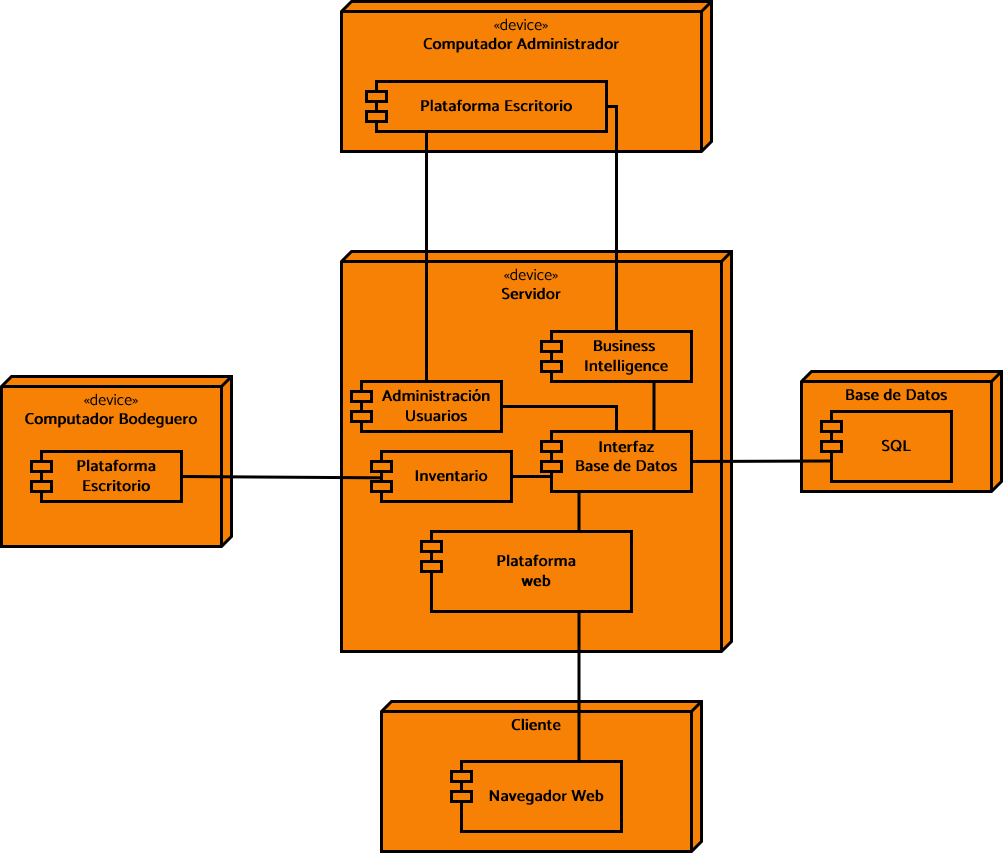 «device»
Computador Administrador
Plataforma Escritorio
«device»
Servidor
Business
Intelligence
Administración
Usuarios
Interfaz
Base de Datos
Inventario
Plataforma
web
«device»
Computador Bodeguero
Plataforma
Escritorio
Base de Datos
SQL
Cliente
Navegador Web